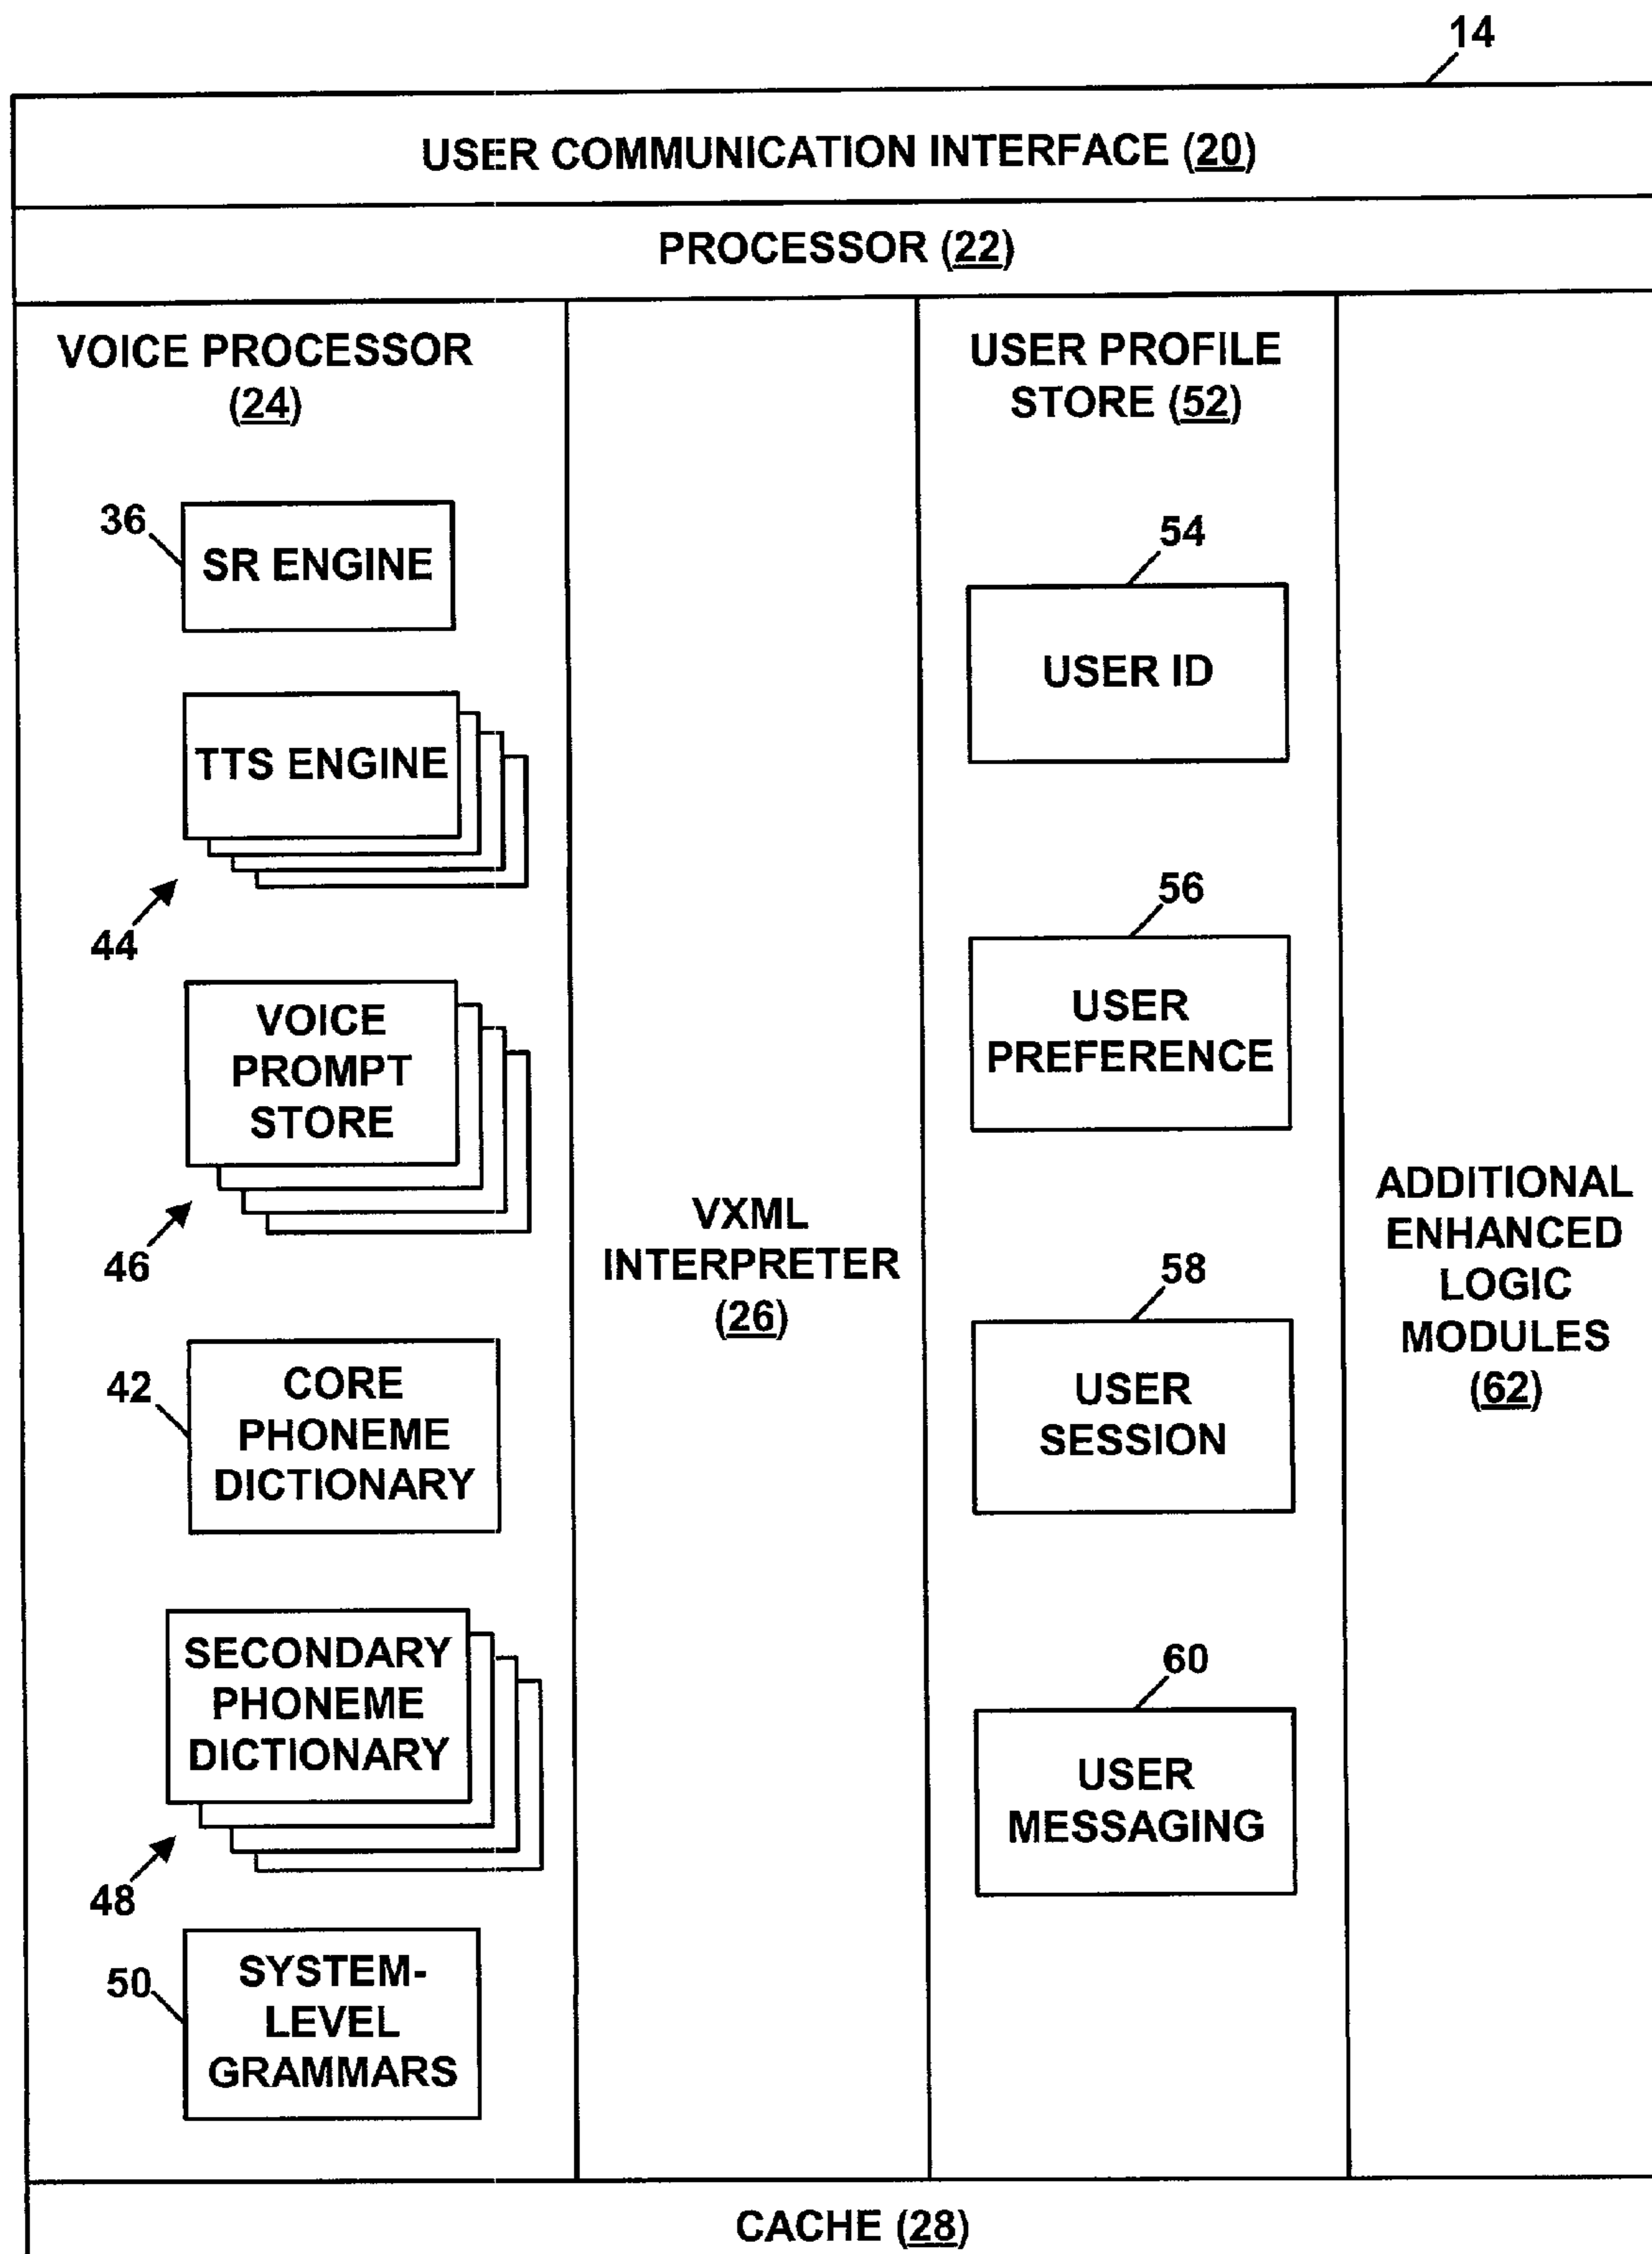 14
USER COMMUNICATION INTERFACE (20)
PROCESSOR (22)
VOICE PROCESSOR
(24)
36
SR ENGINE
TTS ENGINE
44
VOICE
PROMPT
STORE
46
42
CORE
PHONEME
DICTIONARY
SECONDARY
PHONEME
DICTIONARY
48
50
SYSTEM-
LEVEL
GRAMMARS
VXML
INTERPRETER
(26)
USER PROFILE
STORE (52)
54
USER ID
56
USER
PREFERENCE
58
USER
SESSION
60
USER
MESSAGING
ADDITIONAL
ENHANCED
LOGIC
MODULES
(62)
CACHE (28)